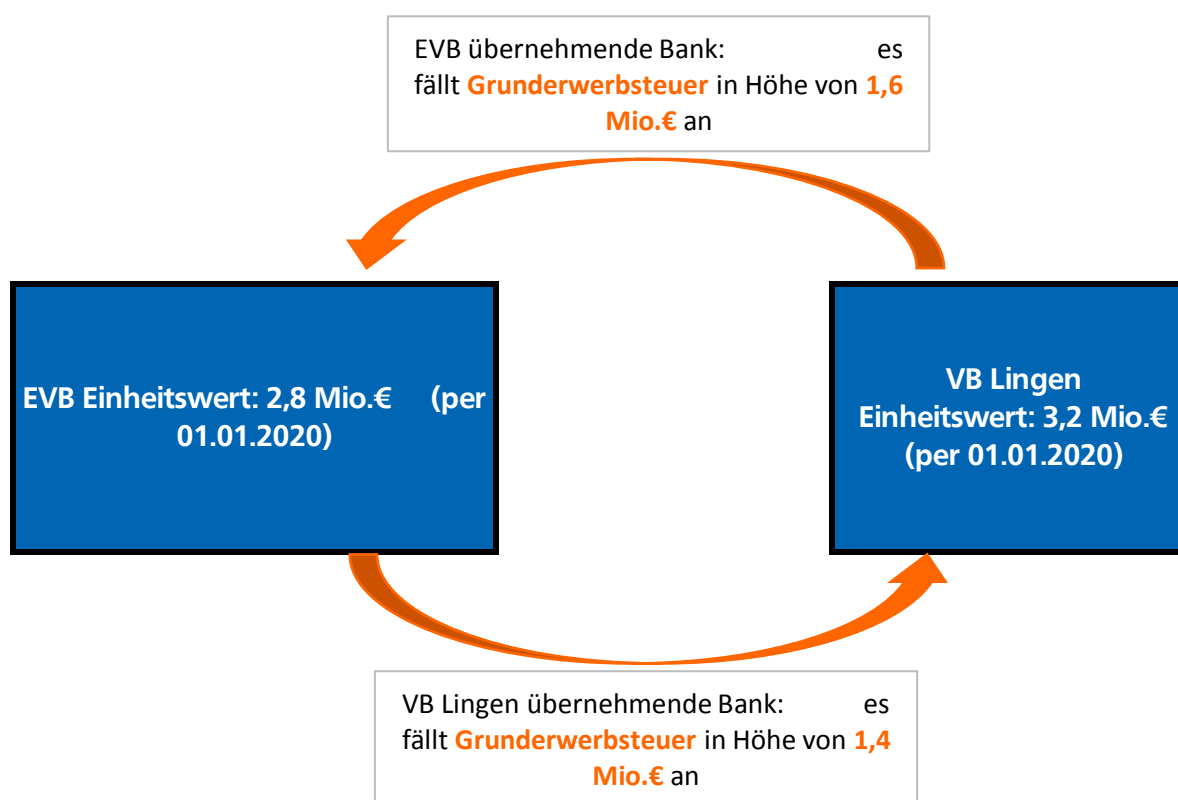 EVB übernehmende Bank: es
fällt Grunderwerbsteuer in Höhe von 1,6
Mio.€ an
EVB Einheitswert: 2,8 Mio.€ (per
01.01.2020)
VB Lingen
Einheitswert: 3,2 Mio.€
(per 01.01.2020)
VB Lingen übernehmende Bank: es
fällt Grunderwerbsteuer in Höhe von 1,4
Mio.€ an